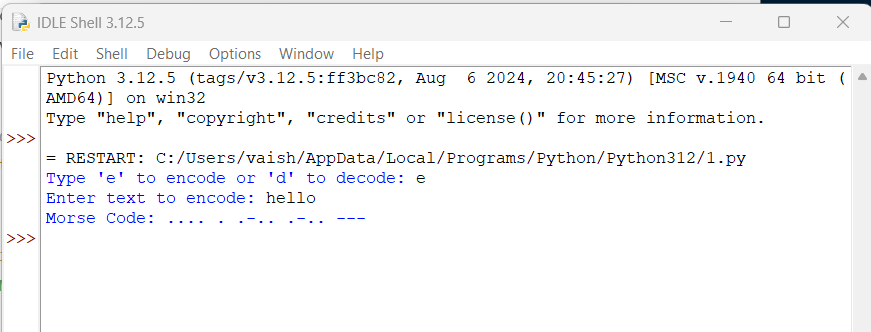 IDLE Shell 3.12.5
File Edit Shell Debug Options Window Help
Python 3.12.5 (tags/v3.12.5:ff3bc82, Aug  6 2024, 20:45:27) [MSC v.1940 64 bit (
AMD64)] on win32
Type "help", "copyright", "credits" or "license()" for more information.
>>>
= RESTART: C:/Users/vaish/AppData/Local/Programs/Python/Python312/1.py
Type 'e' to encode or 'd' to decode: e
Enter text to encode: hello
Morse Code: .... . .-.. .-.. ---
>>>